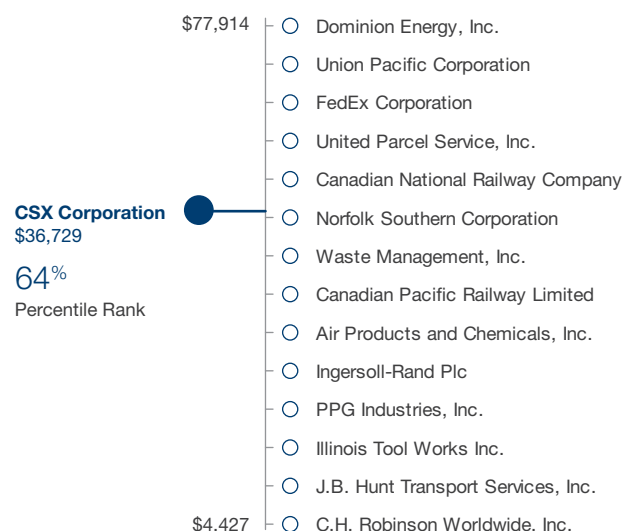 $77,914
Dominion Energy, Inc.
Union Pacific Corporation
FedEx Corporation
United Parcel Service, Inc.
Canadian National Railway Company
CSX Corporation
$36,729
64%
Percentile Rank
Norfolk Southern Corporation
Waste Management, Inc.
Canadian Pacific Railway Limited
Air Products and Chemicals, Inc.
Ingersoll-Rand Plc
PPG Industries, Inc.
Illinois Tool Works Inc.
J.B. Hunt Transport Services, Inc.
$4,427
C.H. Robinson Worldwide, Inc.